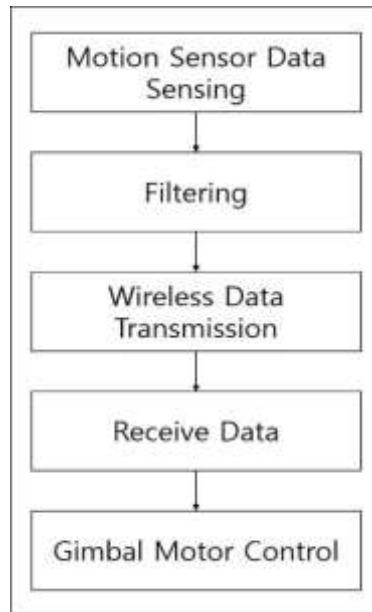 Motion Sensor Data
Sensing
Filtering
Wireless Data
Transmission
Receive Data
Gimbal Motor Control